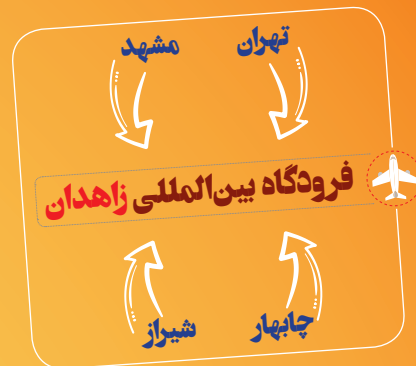 تهران
مشهد
فرودگاه بین‌المللی زاهدان
چابهار
شیراز